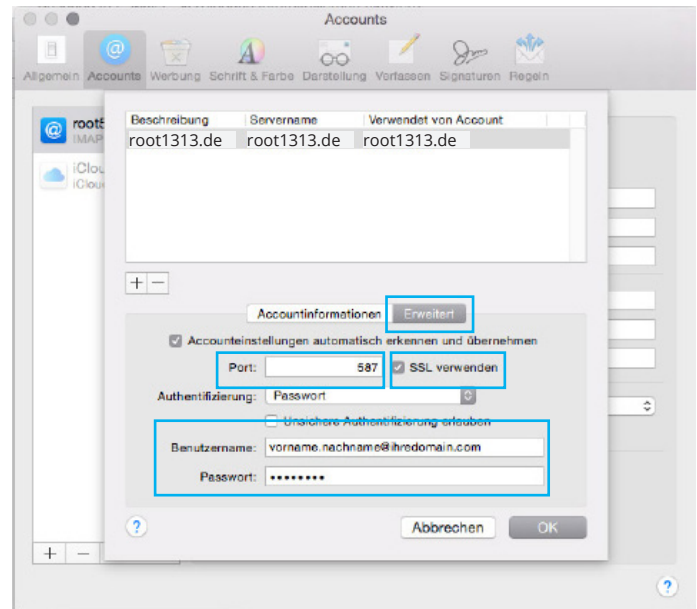 Accounts
Allgemein Accounts Werbung Schrift & Farbe Darstellung Verfassen Signaturen Regeln
IMAP
iCloud
Beschreibung Servername Verwendet von Account
root1313.de root1313.de root1313.de
+ −
Accountinformationen Erweitert
Accounteinstellungen automatisch erkennen und übernehmen
Port: 587 SSL verwenden
Authentifizierung: Passwort
Unsichere Authentifizierung erlauben
Benutzername: vorname.nachname@ihredomain.com
Passwort: ••••••••
? Abbrechen OK
+ −
?